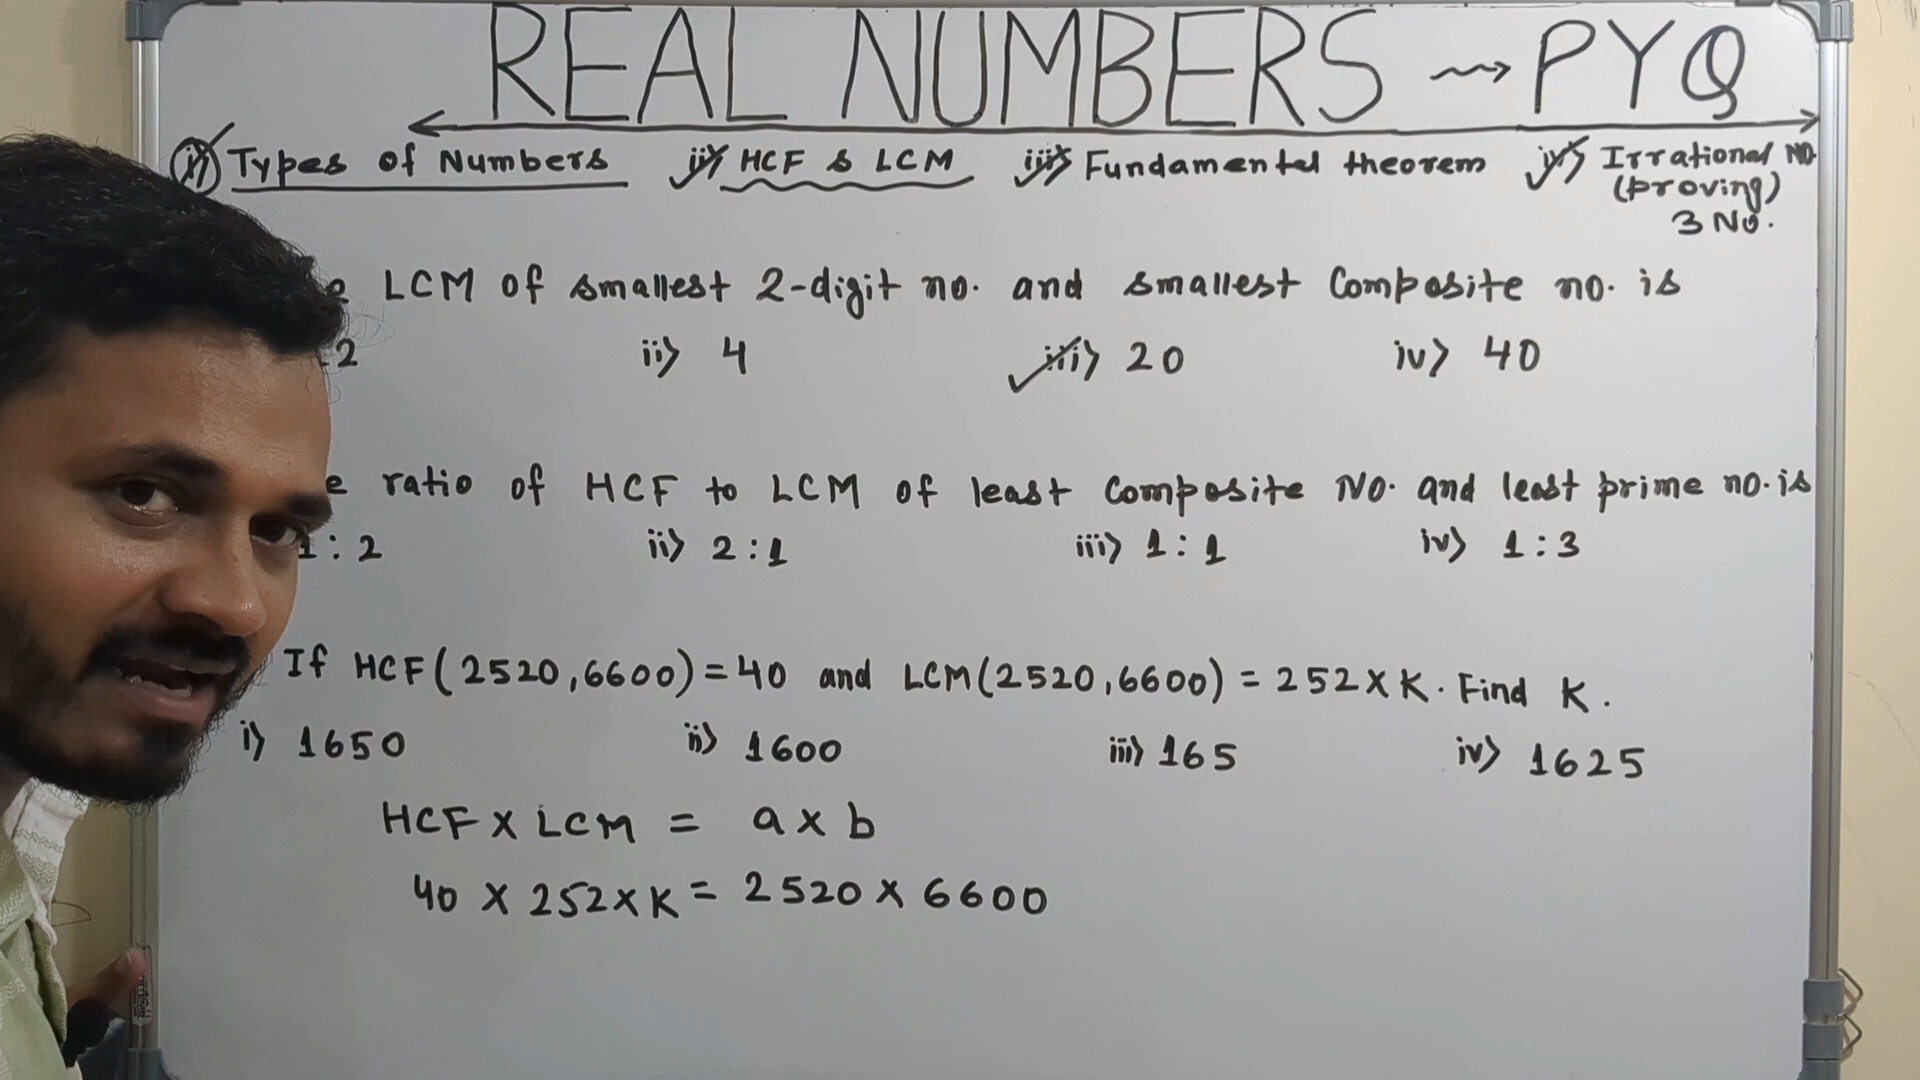 REAL NUMBERS → PYQ
i) Types of Numbers ii) HCF & LCM iii) Fundamental theorem iv) Irrational NO.
(proving)
3 No.
LCM of smallest 2-digit no. and smallest Composite no. is
2 ii) 4 iii) 20 iv) 40
ratio of HCF to LCM of least Composite No. and least prime no. is
1 : 2 ii) 2 : 1 iii) 1 : 1 iv) 1 : 3
If HCF(2520,6600)=40 and LCM(2520,6600) = 252 x K. Find K.
i) 1650 ii) 1600 iii) 165 iv) 1625
HCF x LCM = a x b
40 x 252 x K = 2520 x 6600